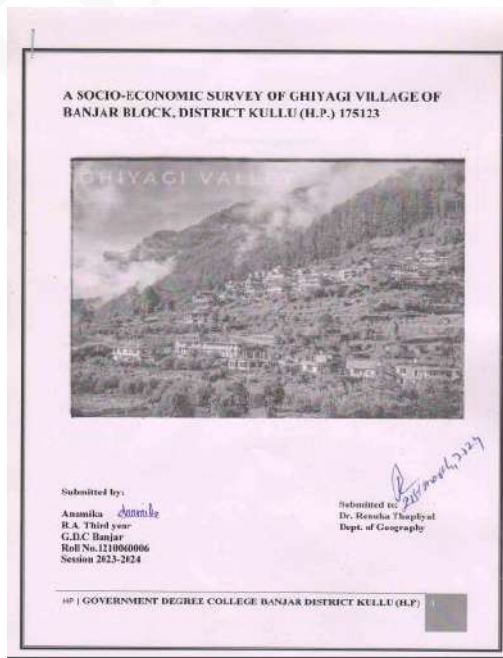 A SOCIO-ECONOMIC SURVEY OF GHIYAGI VILLAGE OF
BANJAR BLOCK, DISTRICT KULLU (H.P.) 175123
GHIYAGI VALLEY
Submitted by:
Anamika Anamika
B.A. Third year
G.D.C Banjar
Roll No.1210060006
Session 2023-2024
Submitted to:
Dr. Renuka Thapliyal
Dept. of Geography
HP | GOVERNMENT DEGREE COLLEGE BANJAR DISTRICT KULLU (H.P)